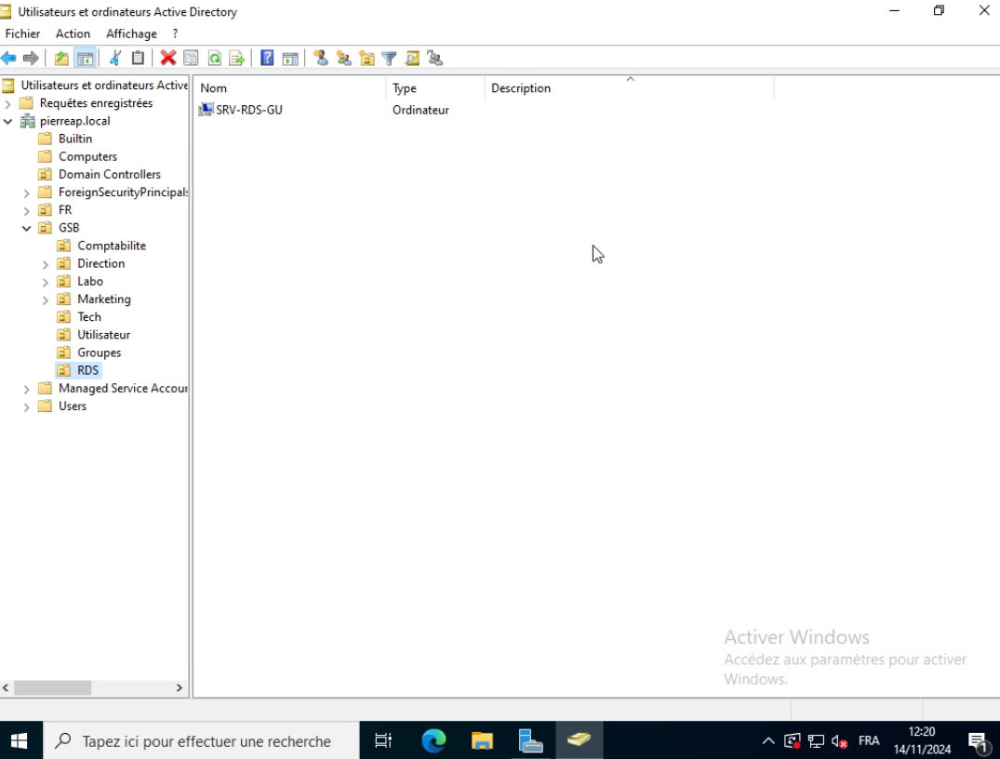 Utilisateurs et ordinateurs Active Directory
Fichier Action Affichage ?
Utilisateurs et ordinateurs Active
Nom Type Description
Requêtes enregistrées
SRV-RDS-GU Ordinateur
pierreap.local
Builtin
Computers
Domain Controllers
ForeignSecurityPrincipals
FR
GSB
Comptabilite
Direction
Labo
Marketing
Tech
Utilisateur
Groupes
RDS
Managed Service Accour
Users
Activer Windows
Accédez aux paramètres pour activer
Windows.
Tapez ici pour effectuer une recherche
FRA
12:20
14/11/2024
1